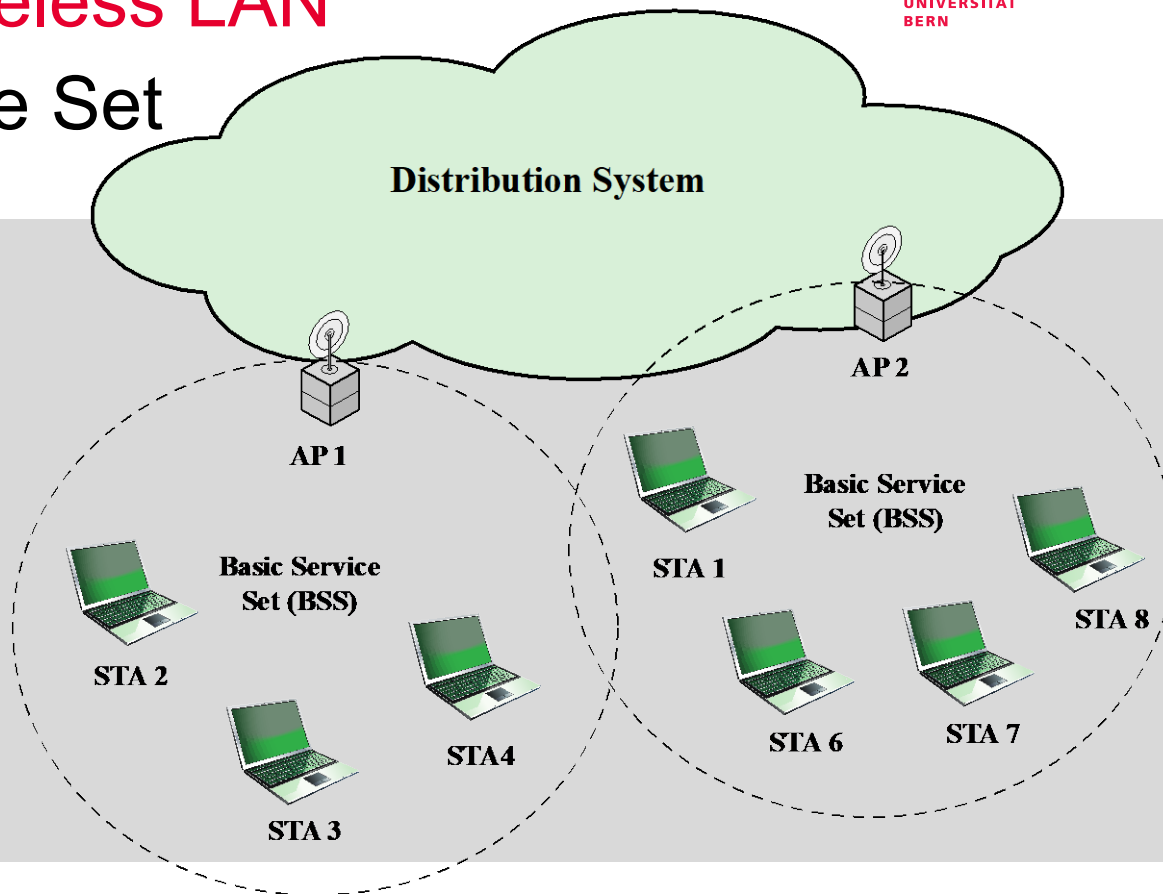 eless LAN
UNIVERSITÄT
BERN
e Set
Distribution System
AP 2
AP 1
Basic Service
Set (BSS)
STA 1
STA 8
Basic Service
Set (BSS)
STA 2
STA 6
STA 7
STA4
STA 3